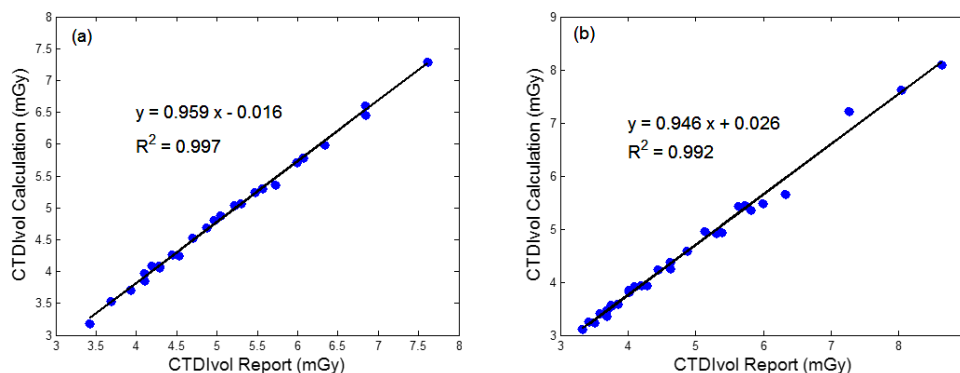 (a)
y = 0.959 x - 0.016
R² = 0.997
CTDIvol Calculation (mGy)
8
7.5
7
6.5
6
5.5
5
4.5
4
3.5
3
3 3.5 4 4.5 5 5.5 6 6.5 7 7.5 8
CTDIvol Report (mGy)
(b)
y = 0.946 x + 0.026
R² = 0.992
CTDIvol Calculation (mGy)
9
8
7
6
5
4
3
3 4 5 6 7 8
CTDIvol Report (mGy)